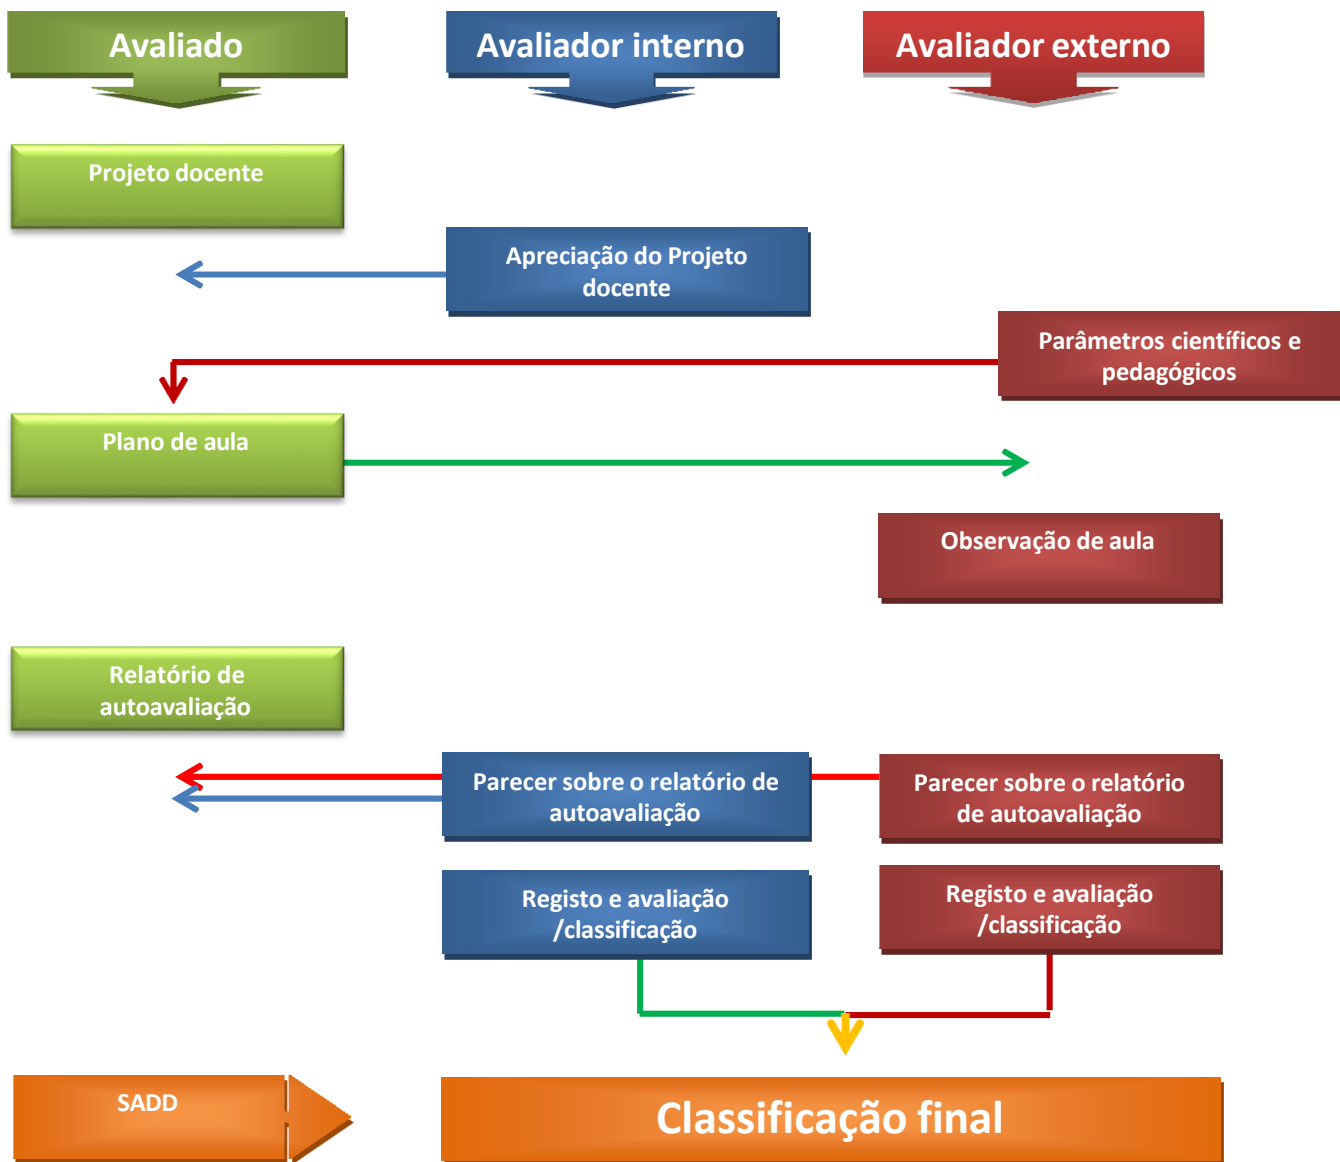 Avaliado
Avaliador interno
Avaliador externo
Projeto docente
Apreciação do Projeto
docente
Parâmetros científicos e
pedagógicos
Plano de aula
Observação de aula
Relatório de
autoavaliação
Parecer sobre o relatório de
autoavaliação
Parecer sobre o relatório
de autoavaliação
Registo e avaliação
/classificação
Registo e avaliação
/classificação
SADD
Classificação final